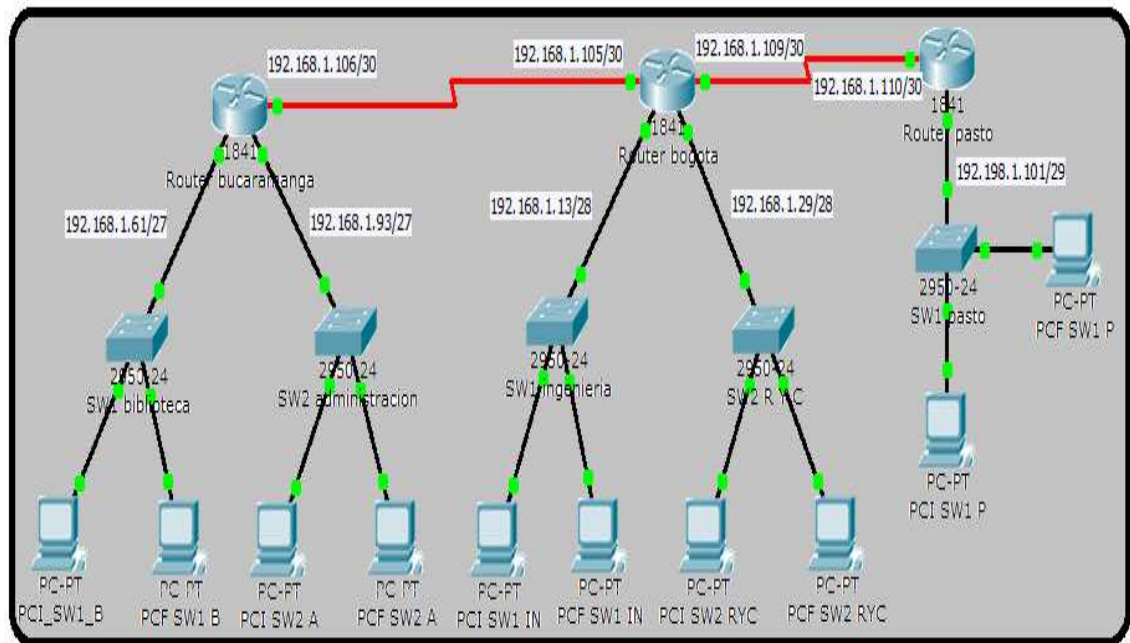 192.168.1.106/30
192.168.1.105/30
192.168.1.109/30
192.168.1.110/30
1841
Router bucaramanga
1841
Router bogota
1841
Router pasto
192.168.1.61/27
192.168.1.93/27
192.168.1.13/28
192.168.1.29/28
192.198.1.101/29
2950-24
SW1 biblioteca
2950-24
SW2 administracion
2950-24
SW1 ingenieria
2950-24
SW2 R Y C
2950-24
SW1 pasto
PC-PT
PCF SW1 P
PC-PT
PCI SW1 P
PC-PT
PCI_SW1_B
PC-PT
PCF SW1 B
PC-PT
PCI SW2 A
PC-PT
PCF SW2 A
PC-PT
PCI SW1 IN
PC-PT
PCF SW1 IN
PC-PT
PCI SW2 RYC
PC-PT
PCF SW2 RYC